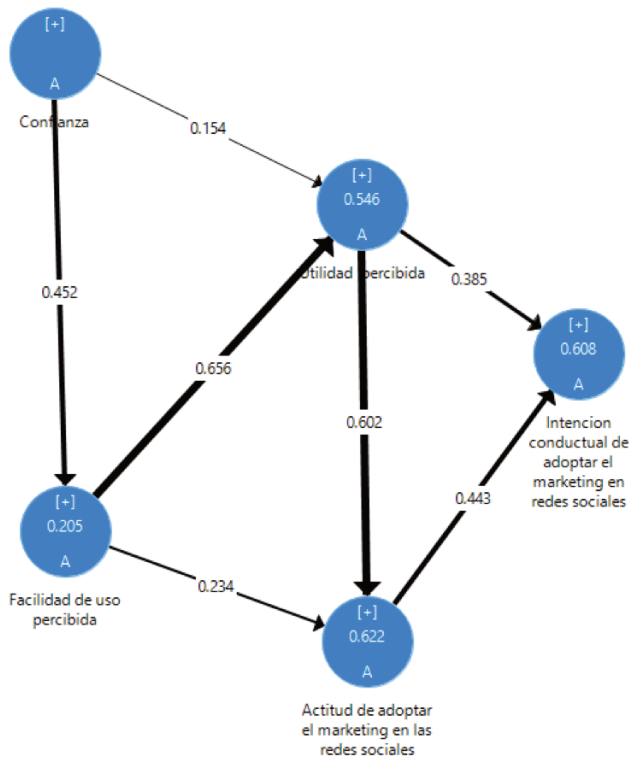 [+]
A
Confianza
0.154
[+]
0.546
A
Utilidad percibida
0.452
0.385
[+]
0.608
A
0.656
0.602
Intencion
conductual de
adoptar el
marketing en
redes sociales
0.443
[+]
0.205
A
0.234
Facilidad de uso
percibida
[+]
0.622
A
Actitud de adoptar
el marketing en las
redes sociales